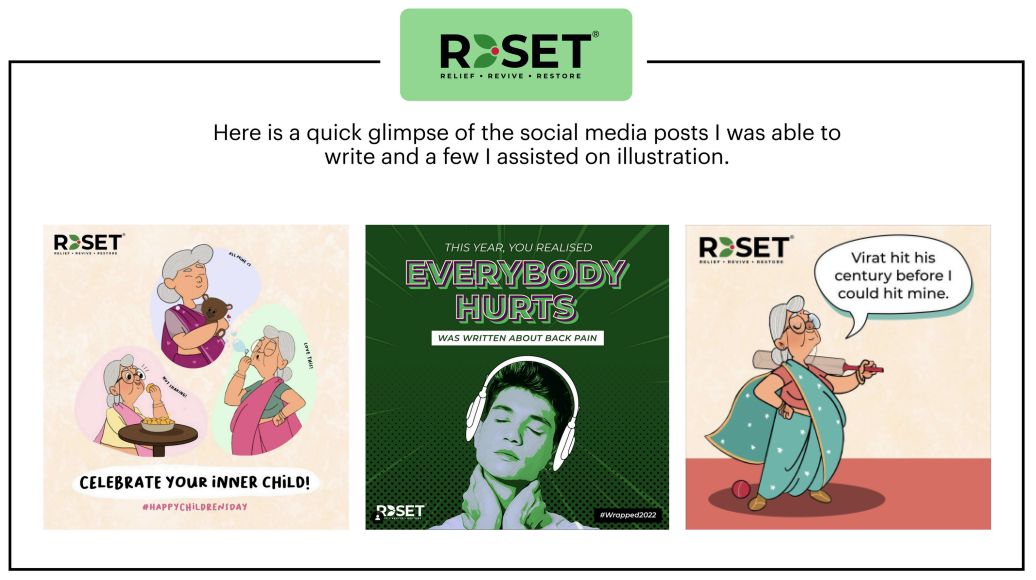 RESET®
RELIEF • REVIVE • RESTORE
Here is a quick glimpse of the social media posts I was able to
write and a few I assisted on illustration.
RESET®
RELIEF • REVIVE • RESTORE
ALL MINE !!
NOT SHARING!
LOVE THIS!
CELEBRATE YOUR iNNER CHiLD!
#HAPPYCHiLDRENSDAY
THIS YEAR, YOU REALISED
EVERYBODY
HURTS
WAS WRITTEN ABOUT BACK PAIN
RESET
#Wrapped2022
RESET®
RELIEF • REVIVE • RESTORE
Virat hit his
century before I
could hit mine.